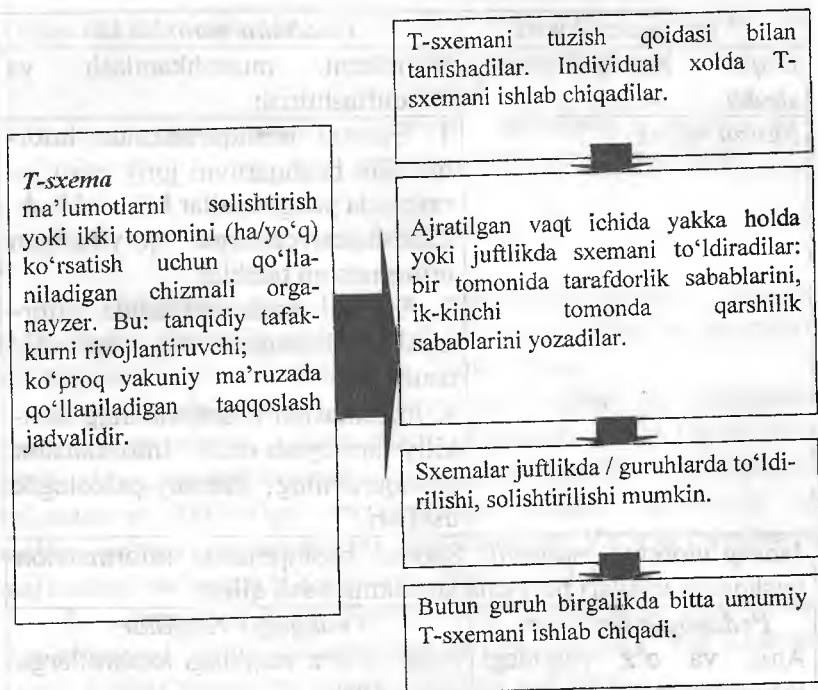 T-sxema
ma’lumotlarni solishtirish
yoki ikki tomonini (ha/yo‘q)
ko‘rsatish uchun qo‘lla-
niladigan chizmali orga-
nayzer. Bu: tanqidiy tafak-
kurni rivojlantiruvchi;
ko‘proq yakuniy ma’ruzada
qo‘llaniladigan taqqoslash
jadvalidir.
T-sxemani tuzish qoidasi bilan
tanishadilar. Individual xolda T-
sxemani ishlab chiqadilar.
Ajratilgan vaqt ichida yakka holda
yoki juftlikda sxemani to‘ldiradilar:
bir tomonida tarafdorlik sabablarini,
ik-kinchi tomonda qarshilik
sabablarini yozadilar.
Sxemalar juftlikda / guruhlarda to‘ldi-
rilishi, solishtirilishi mumkin.
Butun guruh birgalikda bitta umumiy
T-sxemani ishlab chiqadi.